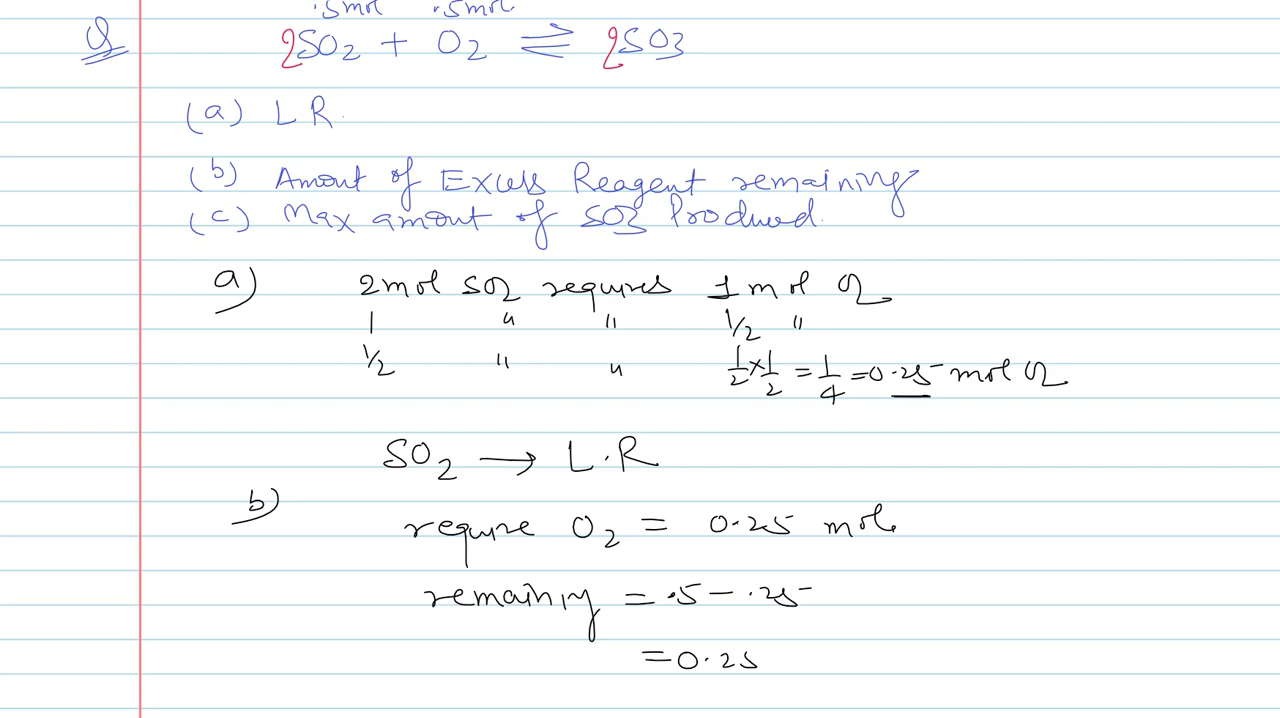 .5mol .5mol.
Q 2SO2 + O2 ⇌ 2SO3
(a) L R.
(b) Amount of Excess Reagent remaining
(c) Max amount of SO3 Produced.
a) 2mol SO2 requires 1 mol O2
1 " " 1/2 "
1/2 " " 1/2 × 1/2 = 1/4 = 0.25 mol O2
SO2 → L.R
b)
require O2 = 0.25 mole
remaining = .5 - .25
= 0.25